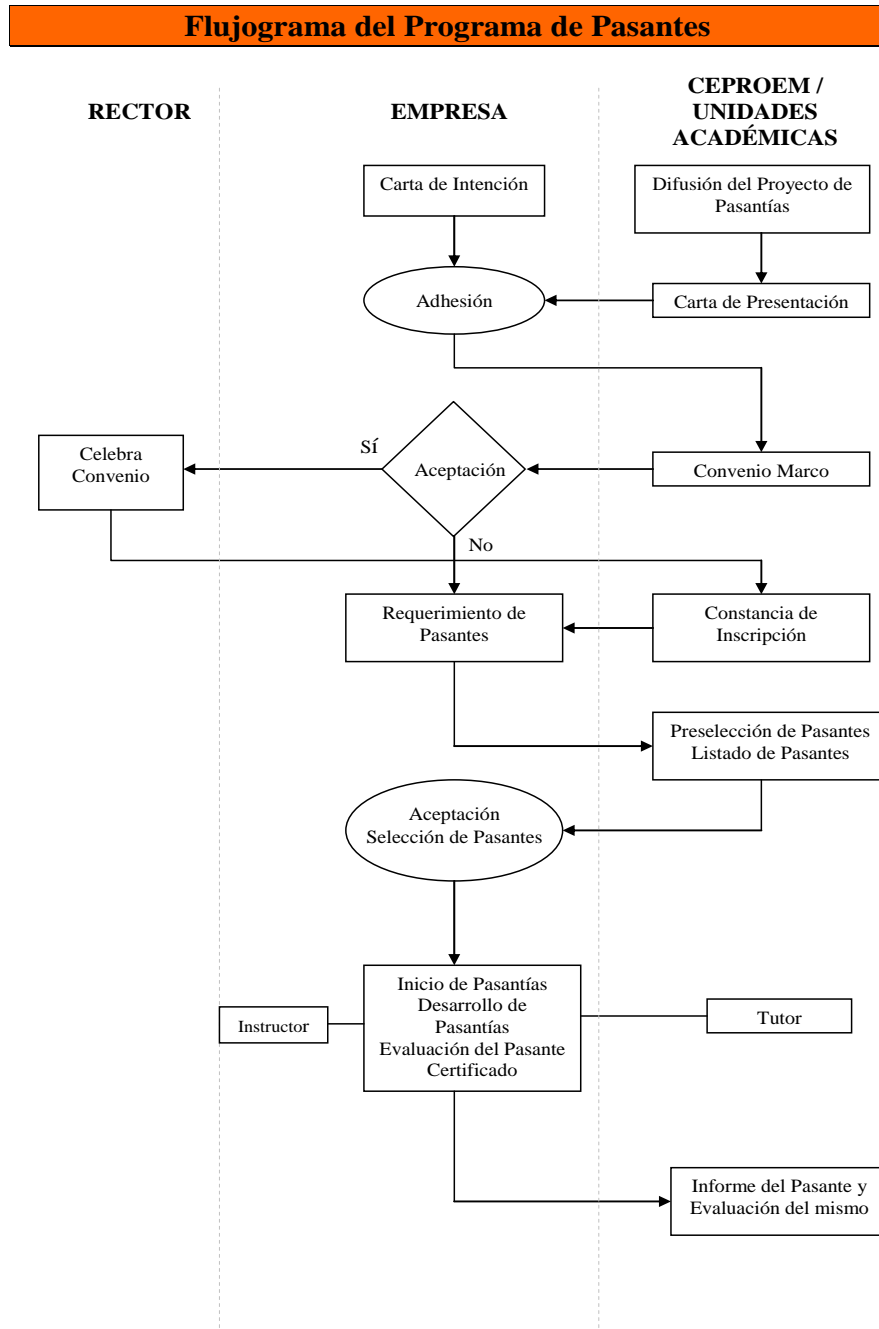 Flujograma del Programa de Pasantes
RECTOR
EMPRESA
CEPROEM /
UNIDADES
ACADÉMICAS
Carta de Intención
Difusión del Proyecto de
Pasantías
Adhesión
Carta de Presentación
Celebra
Convenio
Sí
Aceptación
Convenio Marco
No
Requerimiento de
Pasantes
Constancia de
Inscripción
Preselección de Pasantes
Listado de Pasantes
Aceptación
Selección de Pasantes
Inicio de Pasantías
Desarrollo de
Pasantías
Evaluación del Pasante
Certificado
Instructor
Tutor
Informe del Pasante y
Evaluación del mismo